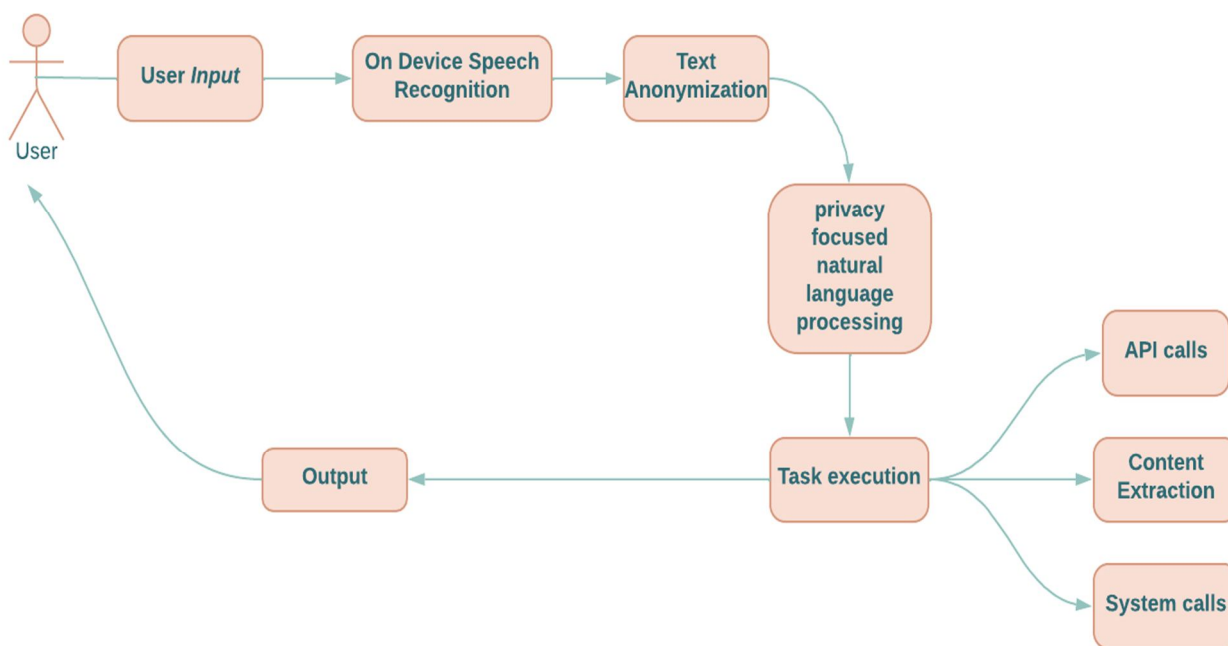 User Input
On Device Speech
Recognition
Text
Anonymization
User
privacy
focused
natural
language
processing
API calls
Task execution
Content
Extraction
System calls
Output